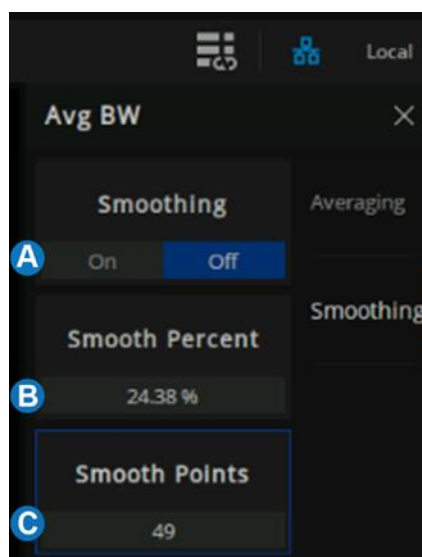 Local
Avg BW
Smoothing
Averaging
A
On Off
Smoothing
Smooth Percent
B
24.38 %
Smooth Points
C
49